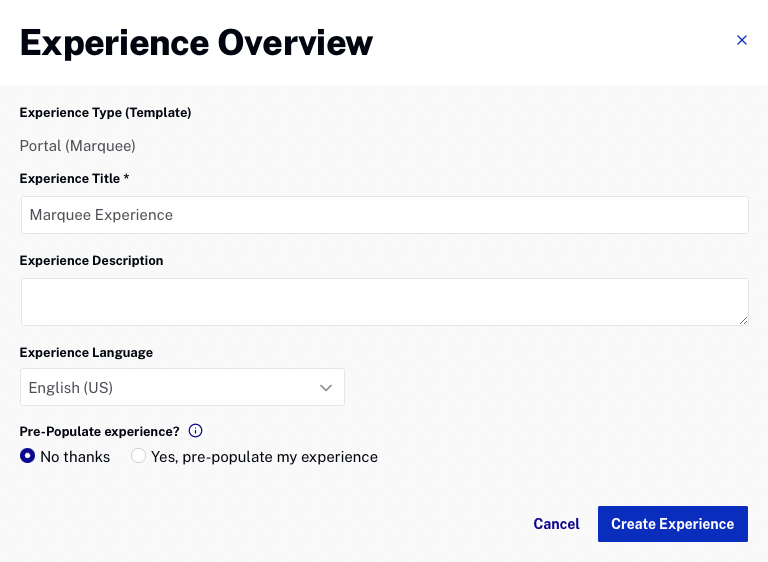 Experience Overview
Experience Type (Template)
Portal (Marquee)
Experience Title *
Marquee Experience
Experience Description
Experience Language
English (US)
Pre-Populate experience?
No thanks Yes, pre-populate my experience
Cancel Create Experience